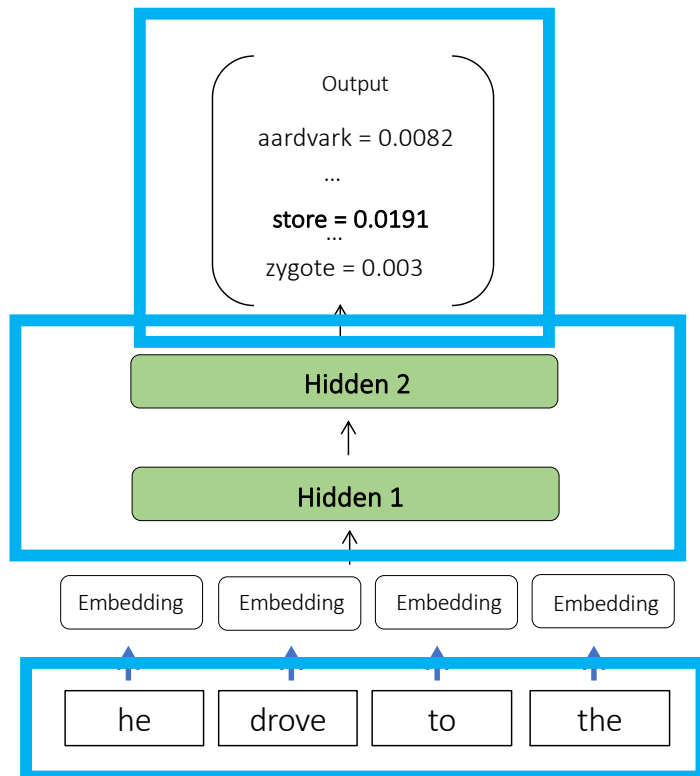 Output
aardvark = 0.0082
...
store = 0.0191
...
zygote = 0.003
Hidden 2
Hidden 1
Embedding Embedding Embedding Embedding
he drove to the